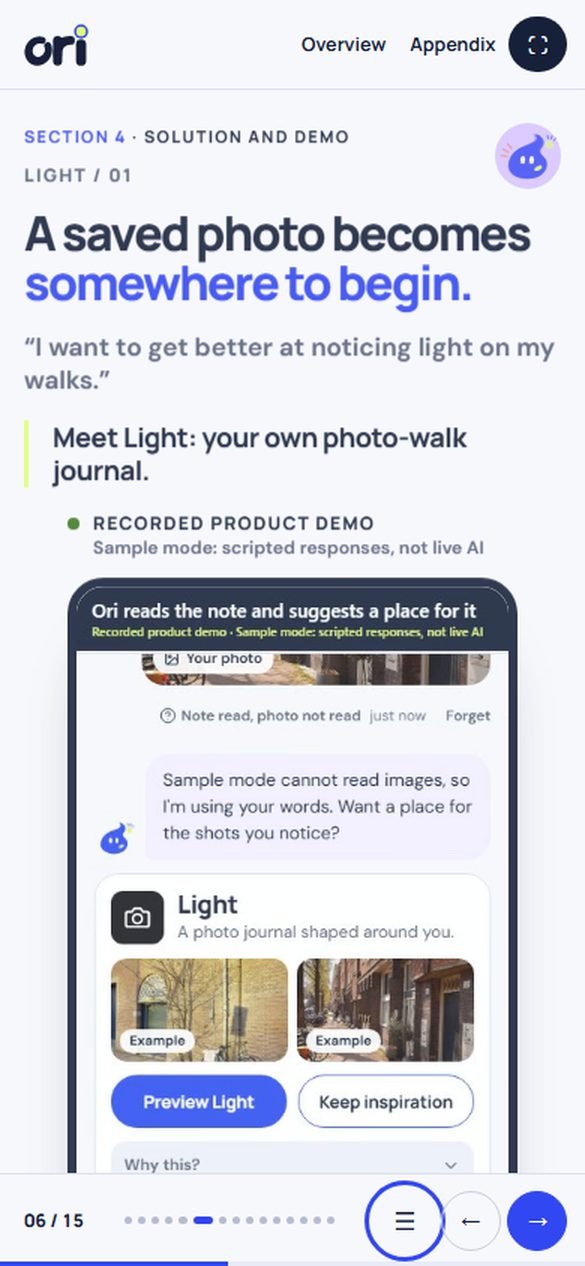 ori
Overview
Appendix
SECTION 4 · SOLUTION AND DEMO
LIGHT / 01
A saved photo becomes
somewhere to begin.
“I want to get better at noticing light on my
walks.”
Meet Light: your own photo-walk
journal.
RECORDED PRODUCT DEMO
Sample mode: scripted responses, not live AI
Ori reads the note and suggests a place for it
Recorded product demo · Sample mode: scripted responses, not live AI
Your photo
Note read, photo not read just now Forget
Sample mode cannot read images, so
I'm using your words. Want a place for
the shots you notice?
Light
A photo journal shaped around you.
Example
Example
Preview Light
Keep inspiration
Why this?
06 / 15